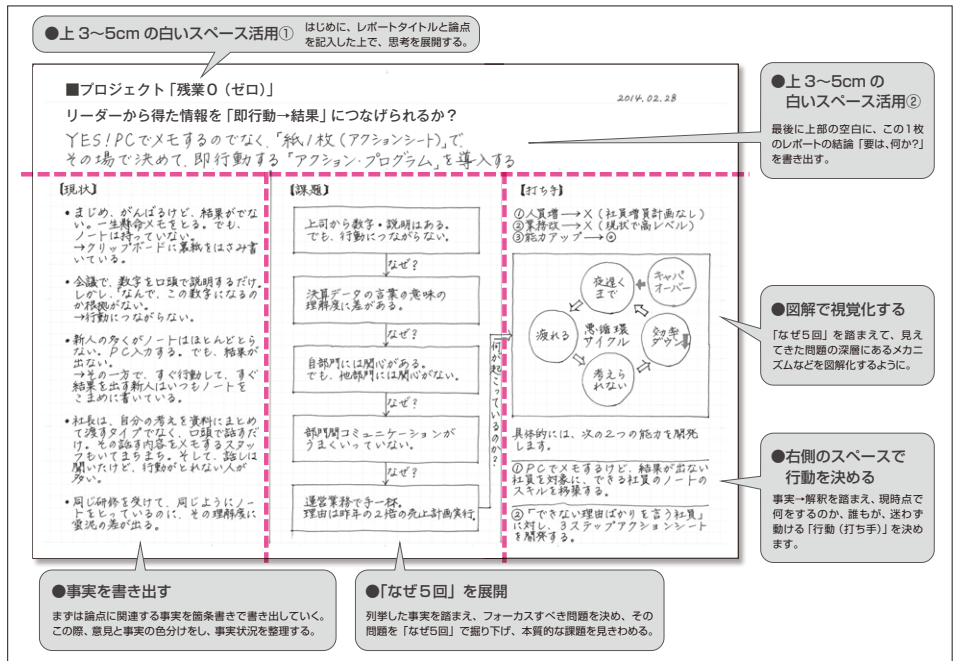 ●上3〜5cmの白いスペース活用①
はじめに、レポートタイトルと論点
を記入した上で、思考を展開する。
■プロジェクト「残業0（ゼロ）」
2014.02.28
リーダーから得た情報を「即行動→結果」につなげられるか？
YES!PCでメモするのでなく、「紙1枚（アクションシート）」で
その場で決めて、即行動する「アクション・プログラム」を導入する
●上3〜5cmの
白いスペース活用②
最後に上部の空白に、この1枚
のレポートの結論「要は、何か?」
を書き出す。
【現状】
・まじめ、がんばるけど、結果がでな
い。一生懸命メモをとる。でも、
ノートは持っていない。
→クリップボードに裏紙をはさみ書
いている。
・会議で、数字を口頭で説明するだけ。
しかし、「なんで、この数字になるの
か根拠がない。
→行動につながらない。
・新人の多くがノートはほとんどとら
ない。PC入力する。でも、結果が
出ない。
→その一方で、すぐ行動して、すぐ
結果を出す新人はいつもノートを
こまめに書いている。
・社長は、自分の考えを資料にまとめ
て渡すタイプでなく、口頭で話すだ
け。その話す内容をメモするスタッ
フもいてまちまち。そして、話しは
聞いたけど、行動がとれない人が
多い。
・同じ研修を受けて、同じようにノー
トをとっているのに、その理解度に
雲泥の差が出る。
【課題】
上司から数字・説明はある。
でも、行動につながらない。
なぜ？
決算データの言葉の意味の
理解度に差がある。
なぜ？
自部門には関心がある。
でも、他部門には関心がない。
なぜ？
部門間コミュニケーションが
うまくいっていない。
なぜ？
運営業務で手一杯。
理由は昨年の2倍の売上計画実行。
何が起こっているのか？
【打ち手】
①人員増→×（社員増員計画なし）
②業務改→×（現状で高レベル）
③能力アップ→◎
夜遅く
まで
キャパ
オーバー
疲れる
悪循環
サイクル
効率
ダウン
考えら
れない
具体的には、次の2つの能力を開発
します。
①PCでメモするけど、結果が出ない
社員を対象に、できる社員のノートの
スキルを移築する。
②「できない理由ばかりを言う社員」
に対し、3ステップアクションシート
を開発する。
●図解で視覚化する
「なぜ5回」を踏まえて、見え
てきた問題の深層にあるメカニ
ズムなどを図解化するように。
●右側のスペースで
行動を決める
事実→解釈を踏まえ、現時点で
何をするのか、誰もが、迷わず
動ける「行動（打ち手）」を決め
ます。
●事実を書き出す
まずは論点に関連する事実を箇条書きで書き出していく。
この際、意見と事実の色分けをし、事実状況を整理する。
●「なぜ5回」を展開
列挙した事実を踏まえ、フォーカスすべき問題を決め、その
問題を「なぜ5回」で掘り下げ、本質的な課題を見きわめる。